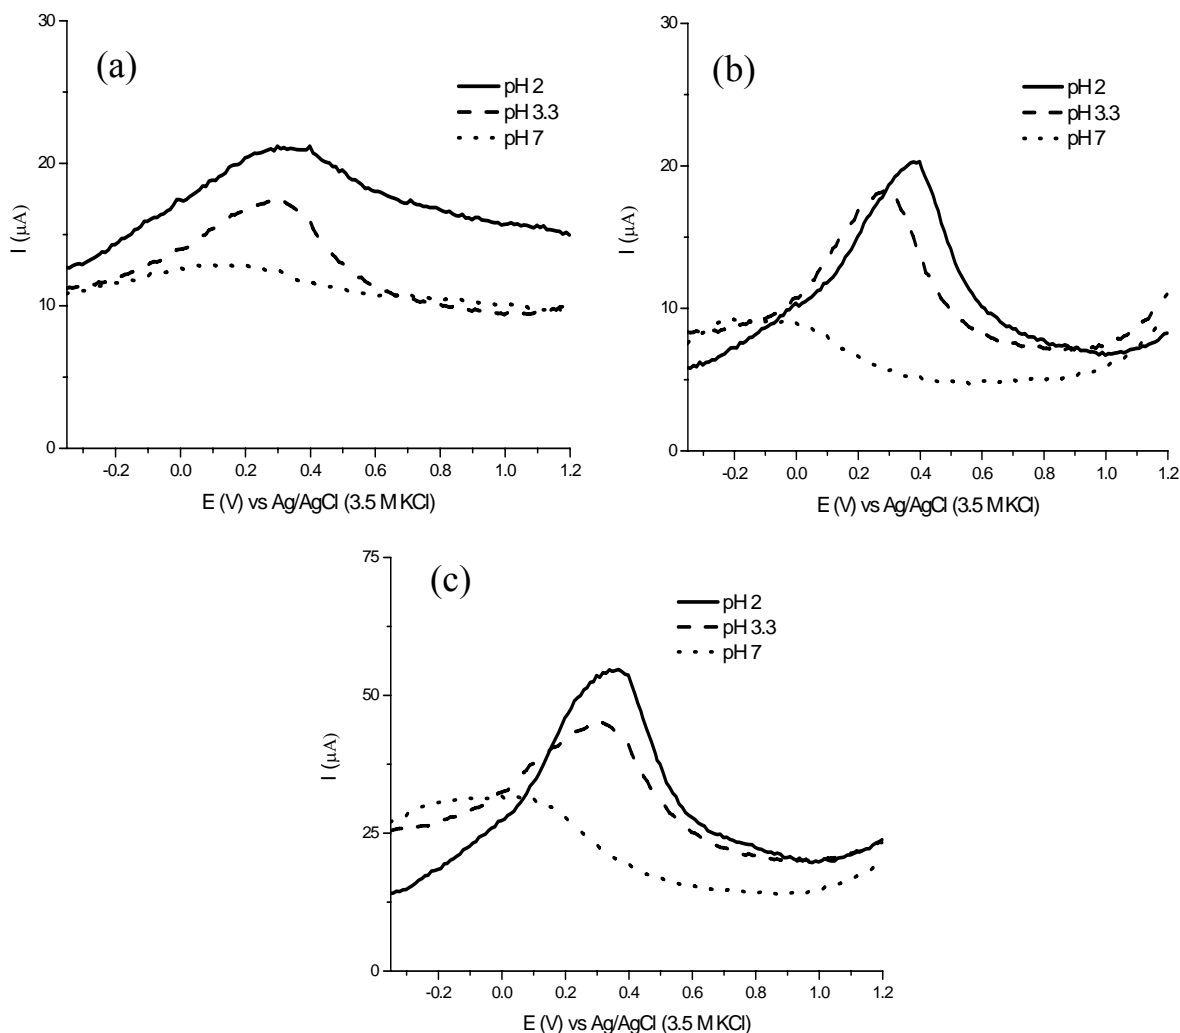 (a)
30
20
10
0
I (μA)
pH 2
pH 3.3
pH 7
-0.2 0.0 0.2 0.4 0.6 0.8 1.0 1.2
E (V) vs Ag/AgCl (3.5 M KCl)
(b)
30
20
10
0
I (μA)
pH 2
pH 3.3
pH 7
-0.2 0.0 0.2 0.4 0.6 0.8 1.0 1.2
E (V) vs Ag/AgCl (3.5 M KCl)
(c)
75
50
25
0
I (μA)
pH 2
pH 3.3
pH 7
-0.2 0.0 0.2 0.4 0.6 0.8 1.0 1.2
E (V) vs Ag/AgCl (3.5 M KCl)